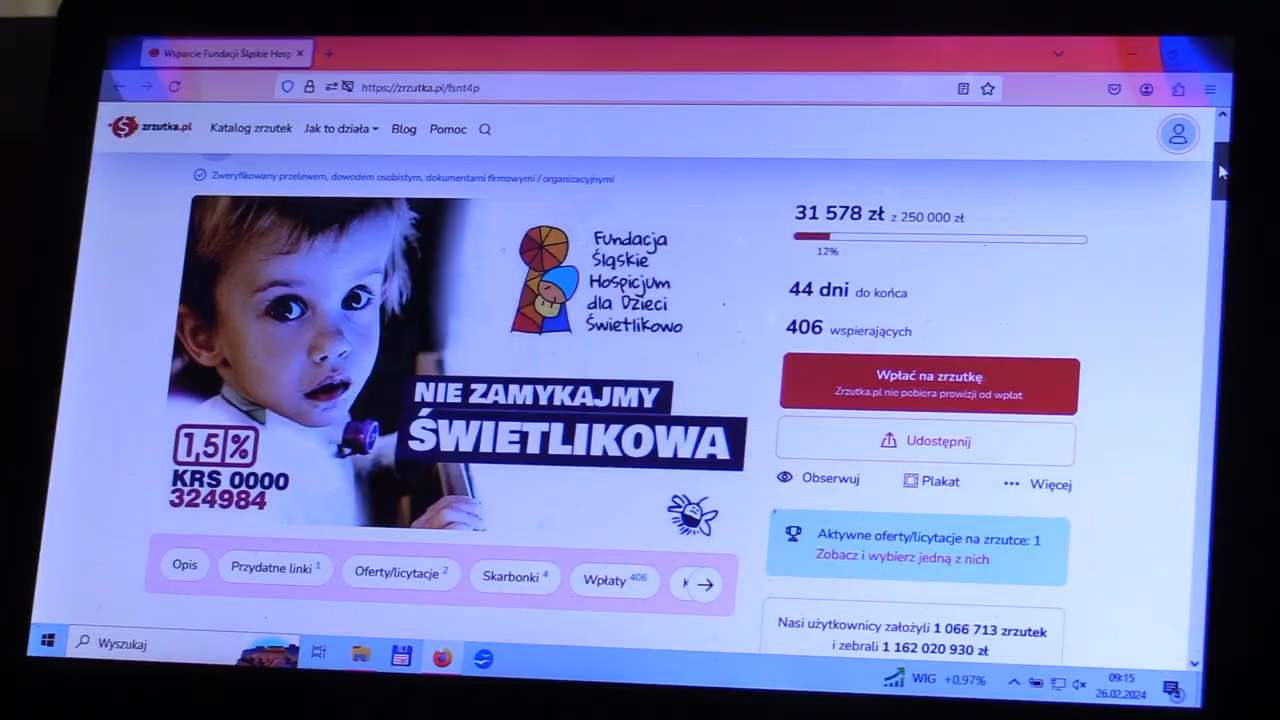 Wsparcie Fundacji Śląskie Hosp
https://zrzutka.pl/fsnt4p
zrzutka.pl Katalog zrzutek Jak to działa Blog Pomoc
Zweryfikowany przelewem, dowodem osobistym, dokumentami firmowymi / organizacyjnymi
Fundacja
Śląskie
Hospicjum
dla Dzieci
Świetlikowo
NIE ZAMYKAJMY
ŚWIETLIKOWA
1,5%
KRS 0000
324984
31 578 zł z 250 000 zł
12%
44 dni do końca
406 wspierających
Wpłać na zrzutkę
Zrzutka.pl nie pobiera prowizji od wpłat
Udostępnij
Obserwuj Plakat Więcej
Aktywne oferty/licytacje na zrzutce: 1
Zobacz i wybierz jedną z nich
Opis Przydatne linki 1 Oferty/licytacje 2 Skarbonki 4 Wpłaty 406
Nasi użytkownicy założyli 1 066 713 zrzutek
i zebrali 1 162 020 930 zł
Wyszukaj
WIG +0,97%
09:15
26.02.2024
4